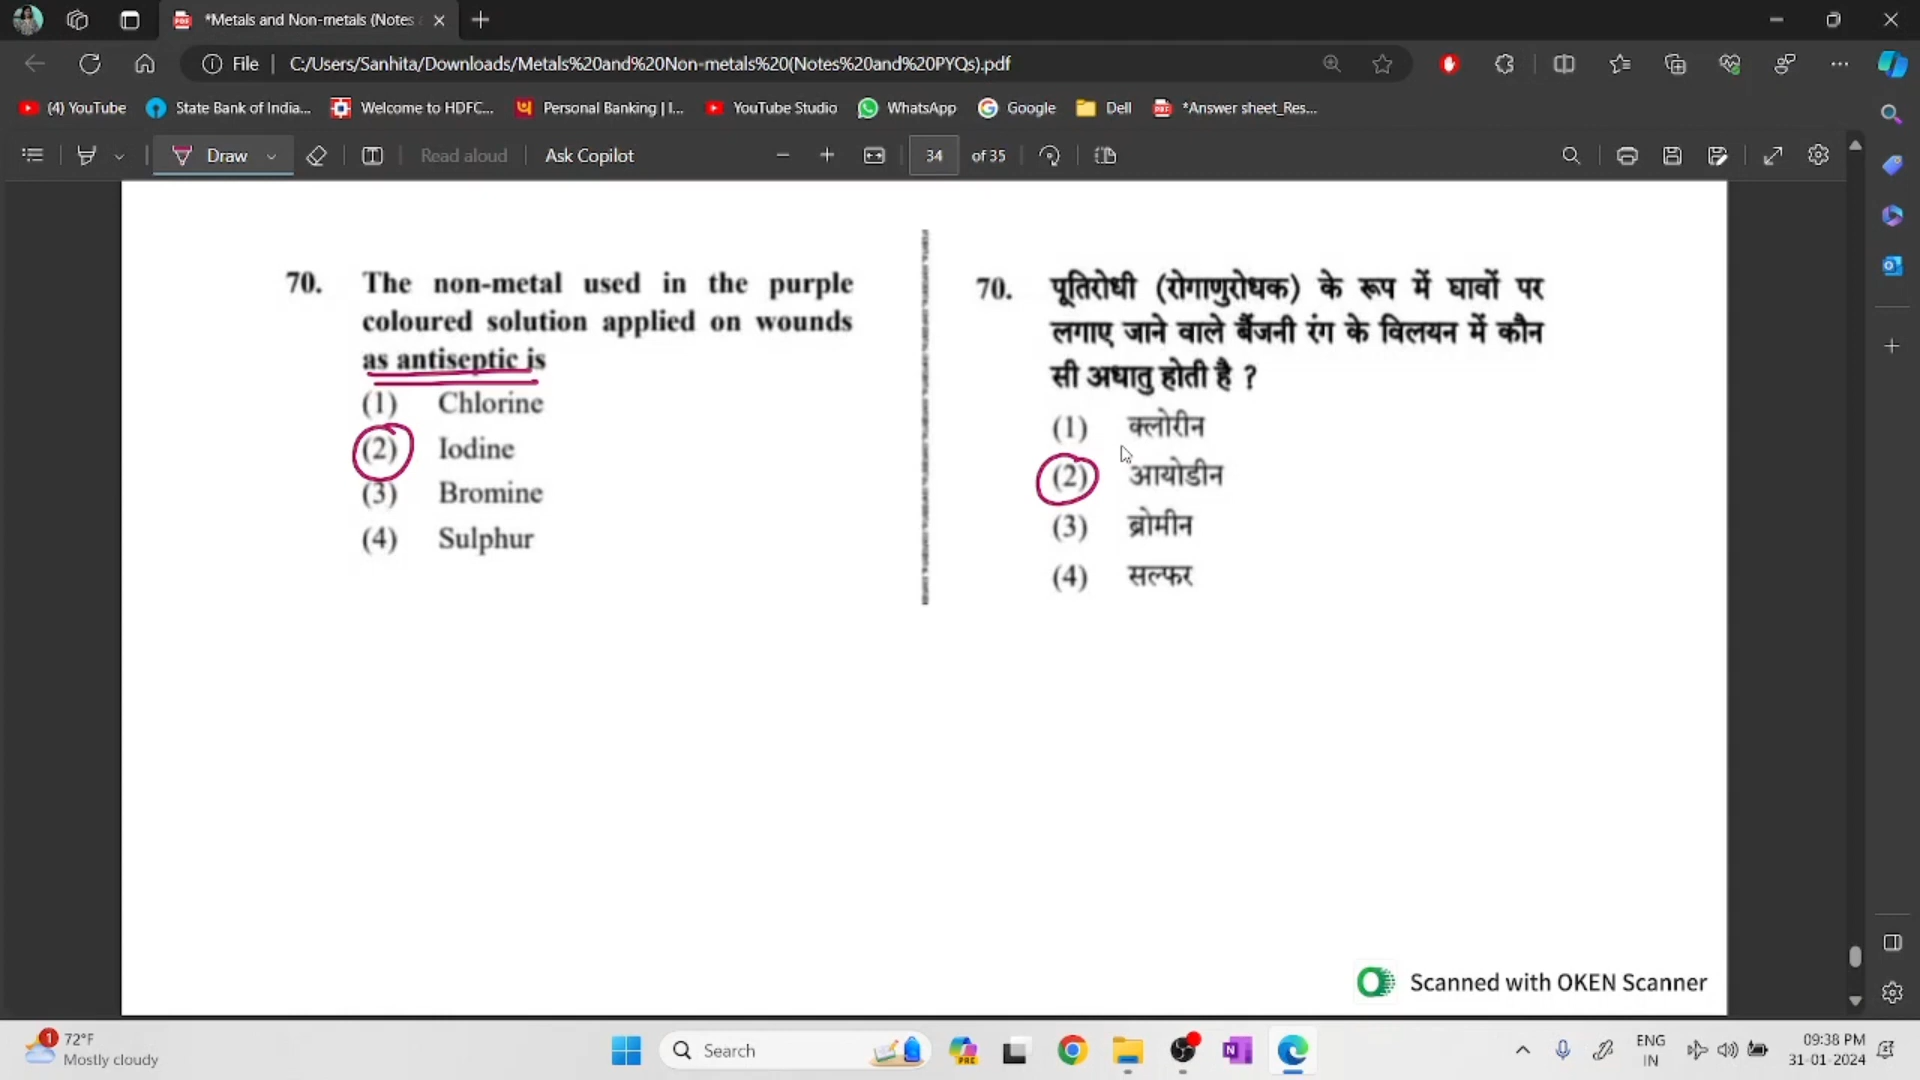 *Metals and Non-metals (Notes
File
C:/Users/Sanhita/Downloads/Metals%20and%20Non-metals%20(Notes%20and%20PYQs).pdf
(4) YouTube
State Bank of India...
Welcome to HDFC...
Personal Banking | I...
YouTube Studio
WhatsApp
Google
Dell
*Answer sheet_Res...
Draw
Read aloud
Ask Copilot
34
of 35
70. The non-metal used in the purple
coloured solution applied on wounds
as antiseptic is
(1) Chlorine
(2) Iodine
(3) Bromine
(4) Sulphur
70. पूतिरोधी (रोगाणुरोधक) के रूप में घावों पर
लगाए जाने वाले बैंजनी रंग के विलयन में कौन
सी अधातु होती है ?
(1) क्लोरीन
(2) आयोडीन
(3) ब्रोमीन
(4) सल्फर
Scanned with OKEN Scanner
1
72°F
Mostly cloudy
Search
PRE
ENG
IN
09:38 PM
31-01-2024